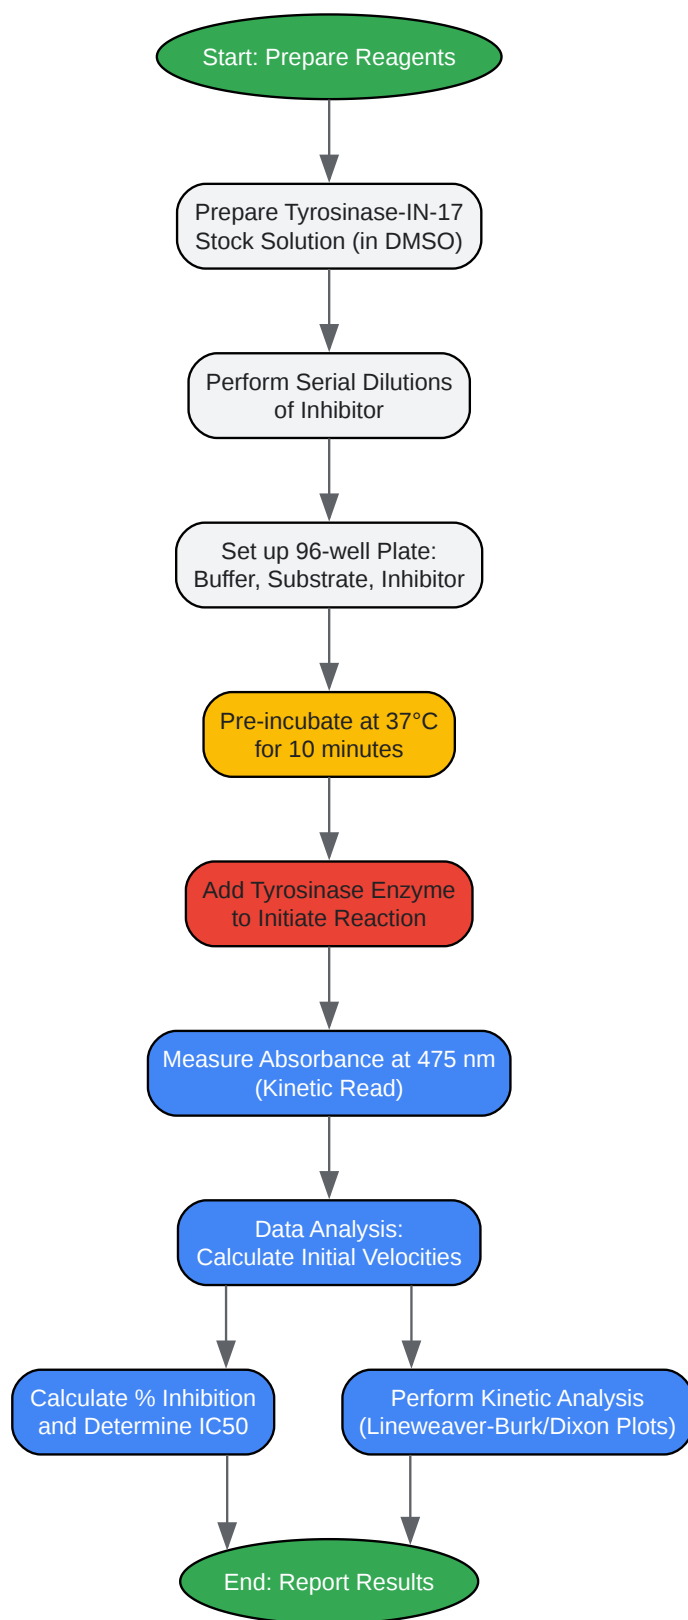 Start: Prepare Reagents
Prepare Tyrosinase-IN-17
Stock Solution (in DMSO)
Perform Serial Dilutions
of Inhibitor
Set up 96-well Plate:
Buffer, Substrate, Inhibitor
Pre-incubate at 37°C
for 10 minutes
Add Tyrosinase Enzyme
to Initiate Reaction
Measure Absorbance at 475 nm
(Kinetic Read)
Data Analysis:
Calculate Initial Velocities
Calculate % Inhibition
and Determine IC50
Perform Kinetic Analysis
(Lineweaver-Burk/Dixon Plots)
End: Report Results